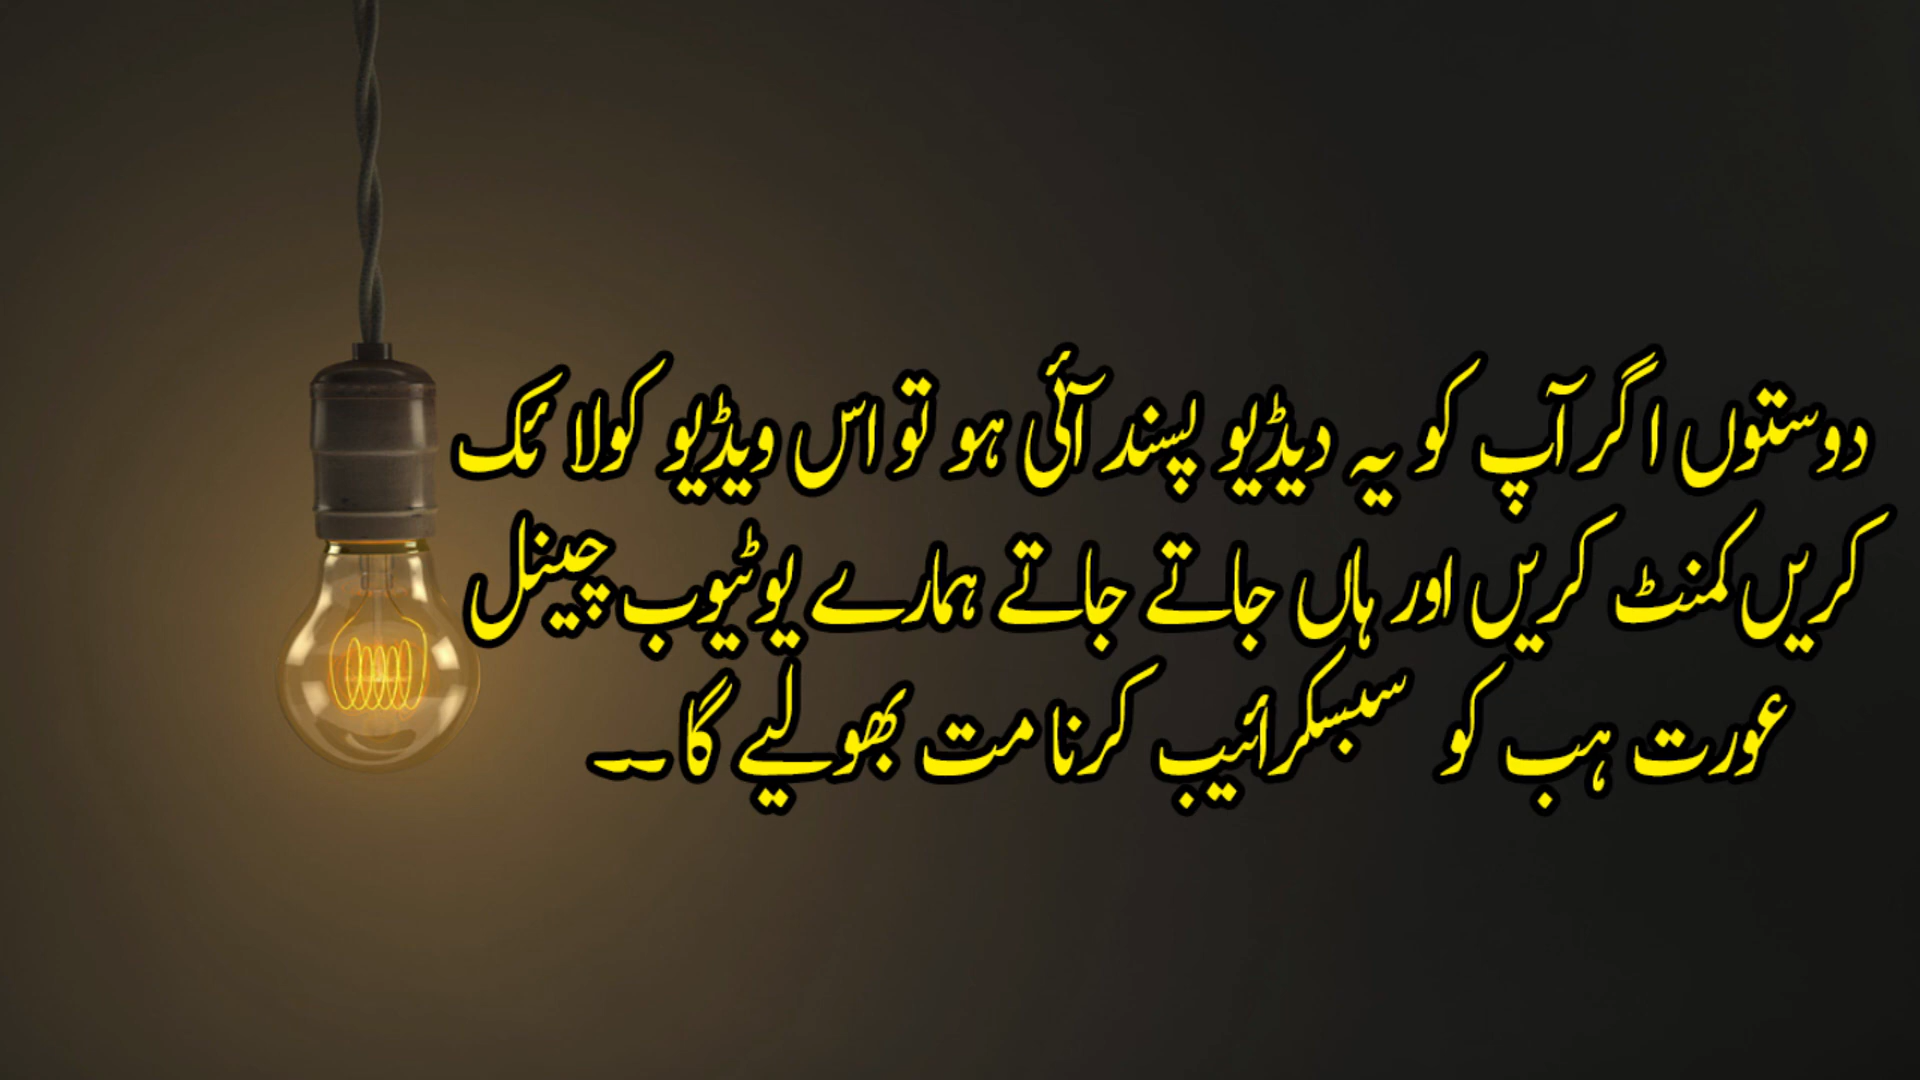 دوستوں اگر آپ کو یہ دیڈیو پسند آئی ہو تو اس ویڈیو کو لائک
کریں کمنٹ کریں اور ہاں جاتے جاتے ہمارے یوٹیوب چینل
عورت ہب کو سبسکرائیب کرنا مت بھولیے گا ۔۔